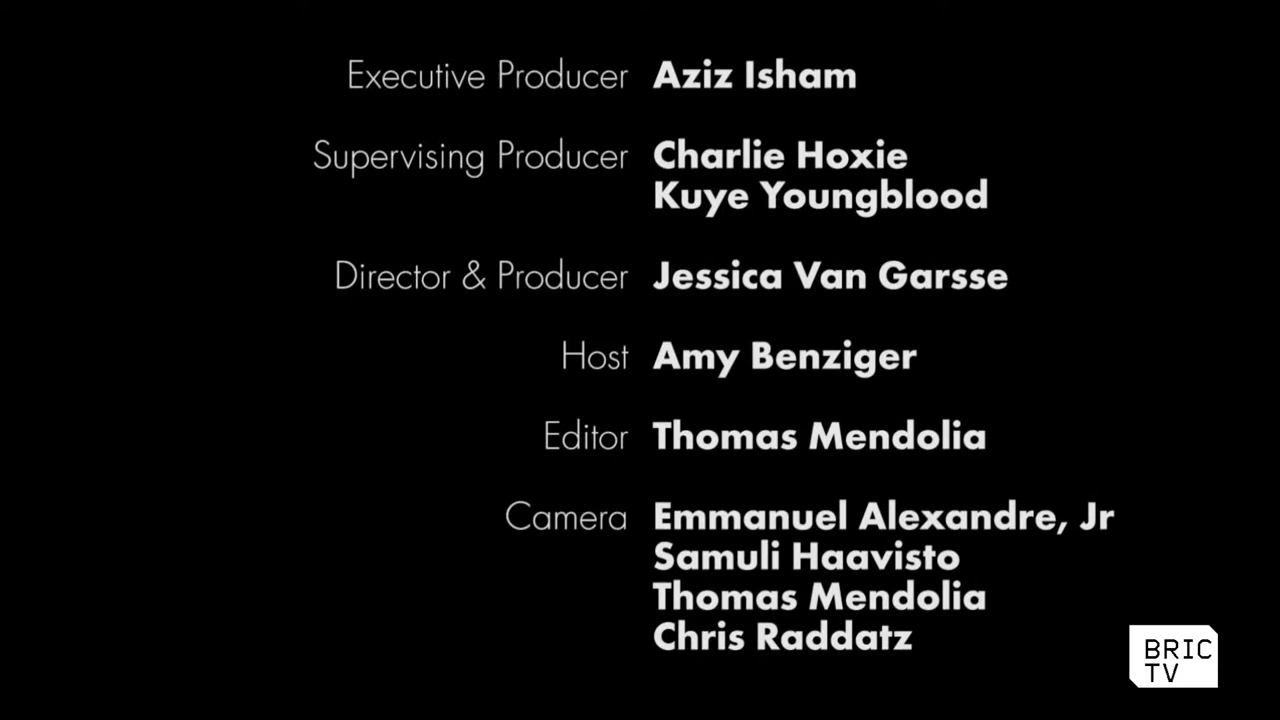 Executive Producer Aziz Isham
Supervising Producer Charlie Hoxie
Kuye Youngblood
Director & Producer Jessica Van Garsse
Host Amy Benziger
Editor Thomas Mendolia
Camera Emmanuel Alexandre, Jr
Samuli Haavisto
Thomas Mendolia
Chris Raddatz
BRIC
TV